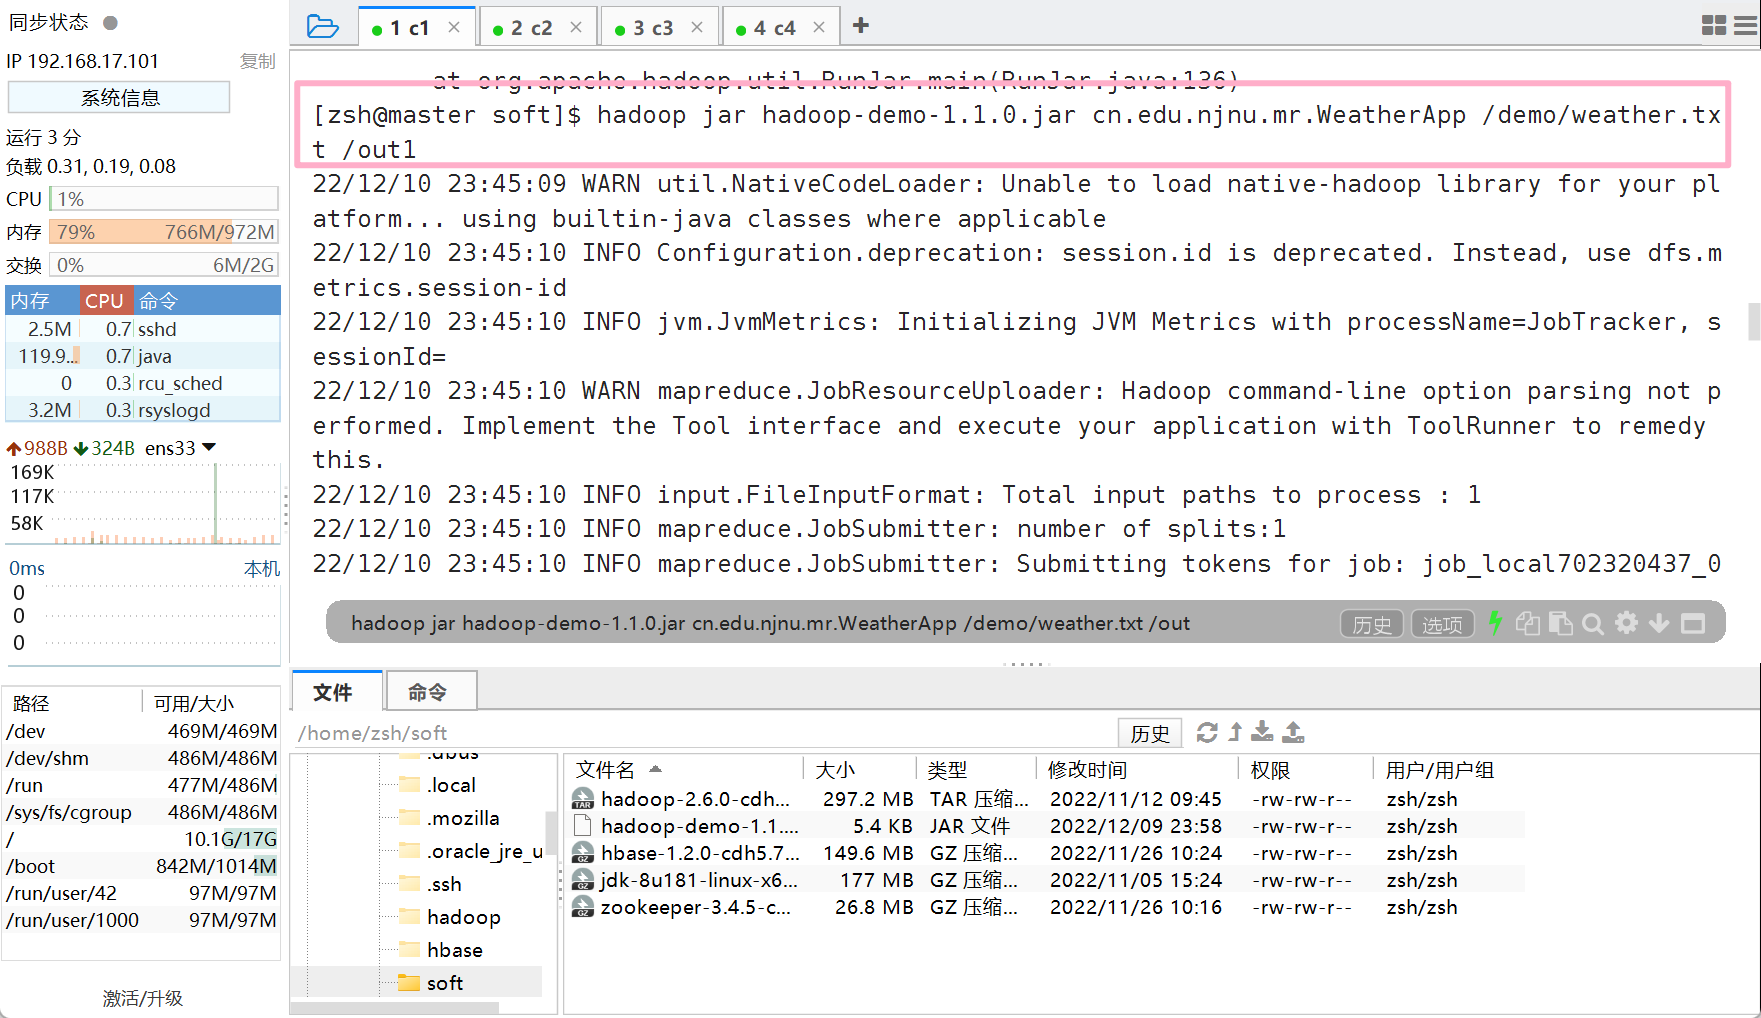 同步状态
IP 192.168.17.101 复制
系统信息
运行 3 分
负载 0.31, 0.19, 0.08
CPU 1%
内存 79% 766M/972M
交换 0% 6M/2G
内存 CPU 命令
2.5M 0.7 sshd
119.9... 0.7 java
0 0.3 rcu_sched
3.2M 0.3 rsyslogd
988B 324B ens33
169K
117K
58K
0ms 本机
0
0
0
路径 可用/大小
/dev 469M/469M
/dev/shm 486M/486M
/run 477M/486M
/sys/fs/cgroup 486M/486M
/ 10.1G/17G
/boot 842M/1014M
/run/user/42 97M/97M
/run/user/1000 97M/97M
激活/升级
1 c1 2 c2 3 c3 4 c4
at org.apache.hadoop.util.RunJar.main(RunJar.java:136)
[zsh@master soft]$ hadoop jar hadoop-demo-1.1.0.jar cn.edu.njnu.mr.WeatherApp /demo/weather.tx
t /out1
22/12/10 23:45:09 WARN util.NativeCodeLoader: Unable to load native-hadoop library for your pl
atform... using builtin-java classes where applicable
22/12/10 23:45:10 INFO Configuration.deprecation: session.id is deprecated. Instead, use dfs.m
etrics.session-id
22/12/10 23:45:10 INFO jvm.JvmMetrics: Initializing JVM Metrics with processName=JobTracker, s
essionId=
22/12/10 23:45:10 WARN mapreduce.JobResourceUploader: Hadoop command-line option parsing not p
erformed. Implement the Tool interface and execute your application with ToolRunner to remedy
this.
22/12/10 23:45:10 INFO input.FileInputFormat: Total input paths to process : 1
22/12/10 23:45:10 INFO mapreduce.JobSubmitter: number of splits:1
22/12/10 23:45:10 INFO mapreduce.JobSubmitter: Submitting tokens for job: job_local702320437_0
hadoop jar hadoop-demo-1.1.0.jar cn.edu.njnu.mr.WeatherApp /demo/weather.txt /out 历史 选项
文件 命令
/home/zsh/soft 历史
.dbus
.local
.mozilla
.oracle_jre_u
.ssh
hadoop
hbase
soft
文件名 大小 类型 修改时间 权限 用户/用户组
hadoop-2.6.0-cdh... 297.2 MB TAR 压缩... 2022/11/12 09:45 -rw-rw-r-- zsh/zsh
hadoop-demo-1.1.... 5.4 KB JAR 文件 2022/12/09 23:58 -rw-rw-r-- zsh/zsh
hbase-1.2.0-cdh5.7... 149.6 MB GZ 压缩... 2022/11/26 10:24 -rw-rw-r-- zsh/zsh
jdk-8u181-linux-x6... 177 MB GZ 压缩... 2022/11/05 15:24 -rw-rw-r-- zsh/zsh
zookeeper-3.4.5-c... 26.8 MB GZ 压缩... 2022/11/26 10:16 -rw-rw-r-- zsh/zsh